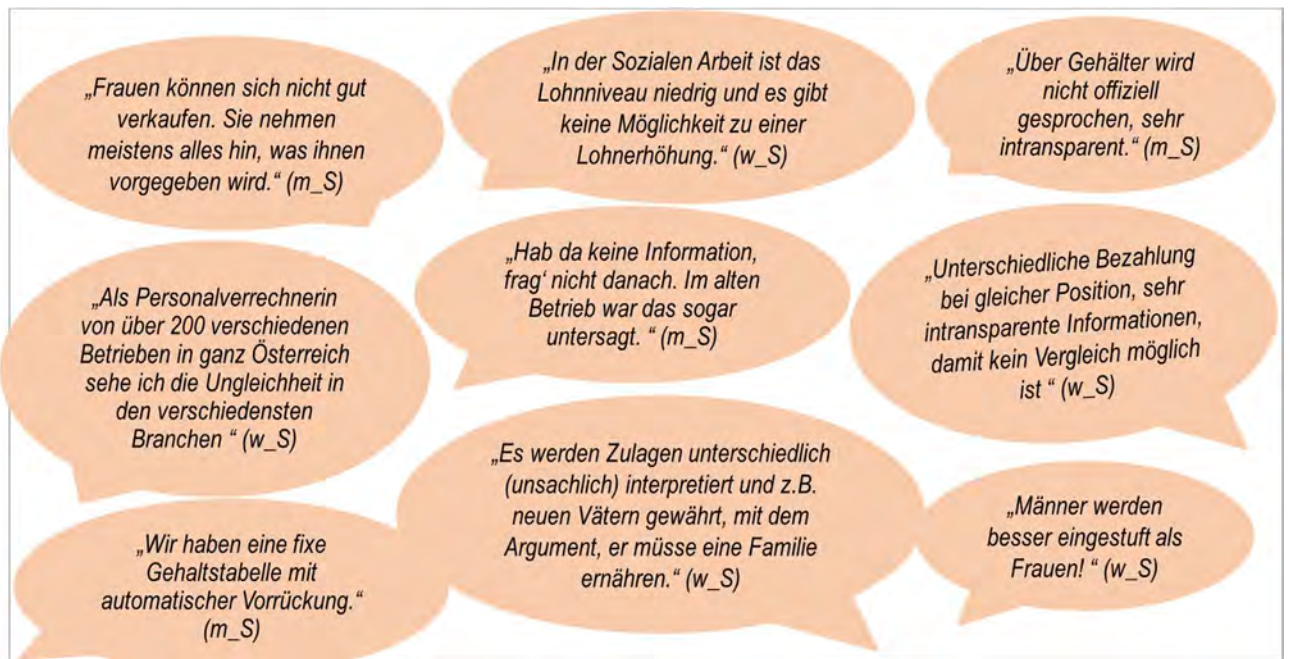 „Frauen können sich nicht gut
verkaufen. Sie nehmen
meistens alles hin, was ihnen
vorgegeben wird.“ (m_S)
„In der Sozialen Arbeit ist das
Lohnniveau niedrig und es gibt
keine Möglichkeit zu einer
Lohnerhöhung.“ (w_S)
„Über Gehälter wird
nicht offiziell
gesprochen, sehr
intransparent.“ (m_S)
„Als Personalverrechnerin
von über 200 verschiedenen
Betrieben in ganz Österreich
sehe ich die Ungleichheit in
den verschiedensten
Branchen “ (w_S)
„Hab da keine Information,
frag‘ nicht danach. Im alten
Betrieb war das sogar
untersagt. “ (m_S)
„Unterschiedliche Bezahlung
bei gleicher Position, sehr
intransparente Informationen,
damit kein Vergleich möglich
ist “ (w_S)
„Wir haben eine fixe
Gehaltstabelle mit
automatischer Vorrückung.“
(m_S)
„Es werden Zulagen unterschiedlich
(unsachlich) interpretiert und z.B.
neuen Vätern gewährt, mit dem
Argument, er müsse eine Familie
ernähren.“ (w_S)
„Männer werden
besser eingestuft als
Frauen! “ (w_S)